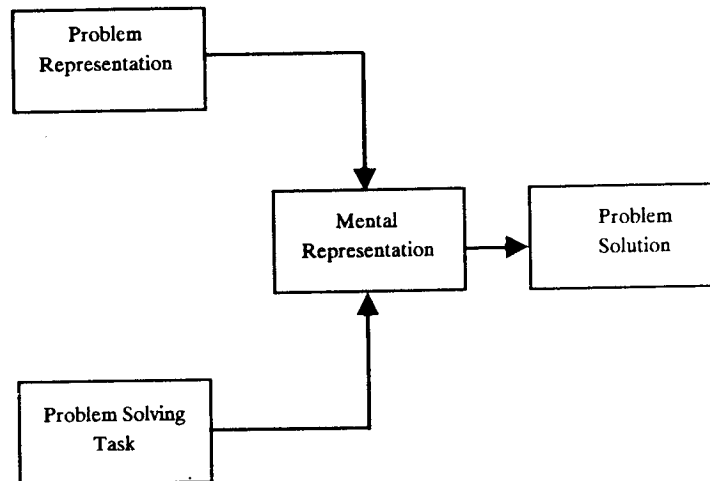 Problem
Representation
Mental
Representation
Problem
Solution
Problem Solving
Task